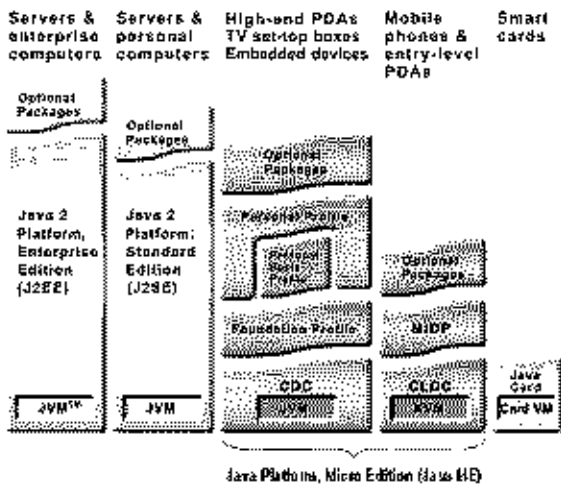 Servers &
enterprise
computers
Servers &
personal
computers
High-end PDAs
TV set-top boxes
Embedded devices
Mobile
phones &
entry-level
PDAs
Smart
cards
Optional
Packages
Java 2
Platform,
Enterprise
Edition
(J2EE)
JVM™
Optional
Packages
Java 2
Platform,
Standard
Edition
(J2SE)
JVM
Optional
Packages
Personal Profile
Personal
Basis
Profile
Foundation Profile
CDC
JVM
Optional
Packages
MIDP
CLDC
KVM
Java
Card
Card VM
Java Platform, Micro Edition (Java ME)